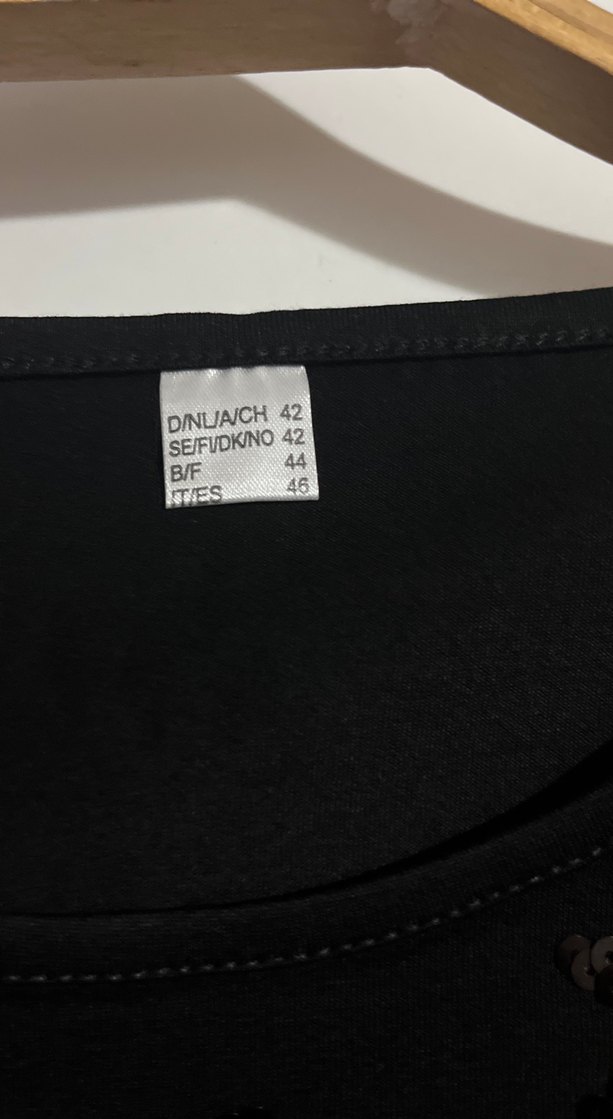 D/NL/A/CH 42
SE/FI/DK/NO 42
B/F 44
IT/ES 46